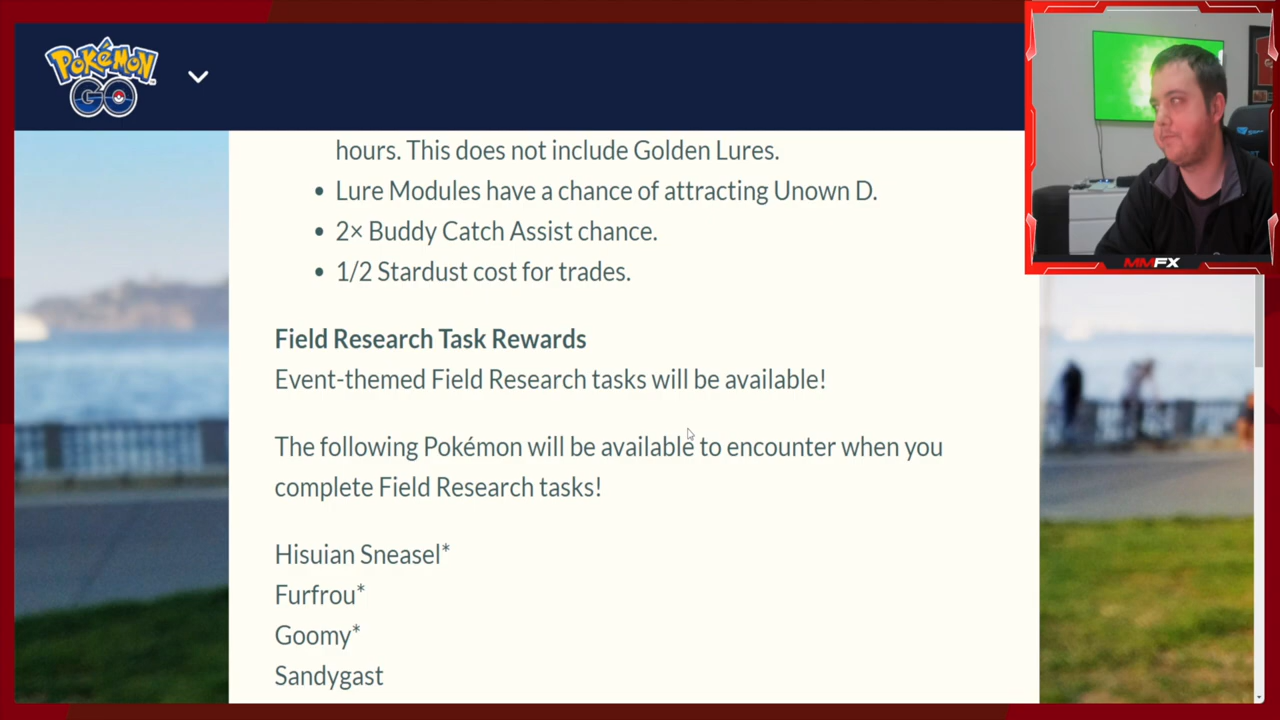 Pokémon
GO
hours. This does not include Golden Lures.
• Lure Modules have a chance of attracting Unown D.
• 2× Buddy Catch Assist chance.
• 1/2 Stardust cost for trades.
Field Research Task Rewards
Event-themed Field Research tasks will be available!
The following Pokémon will be available to encounter when you
complete Field Research tasks!
Hisuian Sneasel*
Furfrou*
Goomy*
Sandygast
MMFX